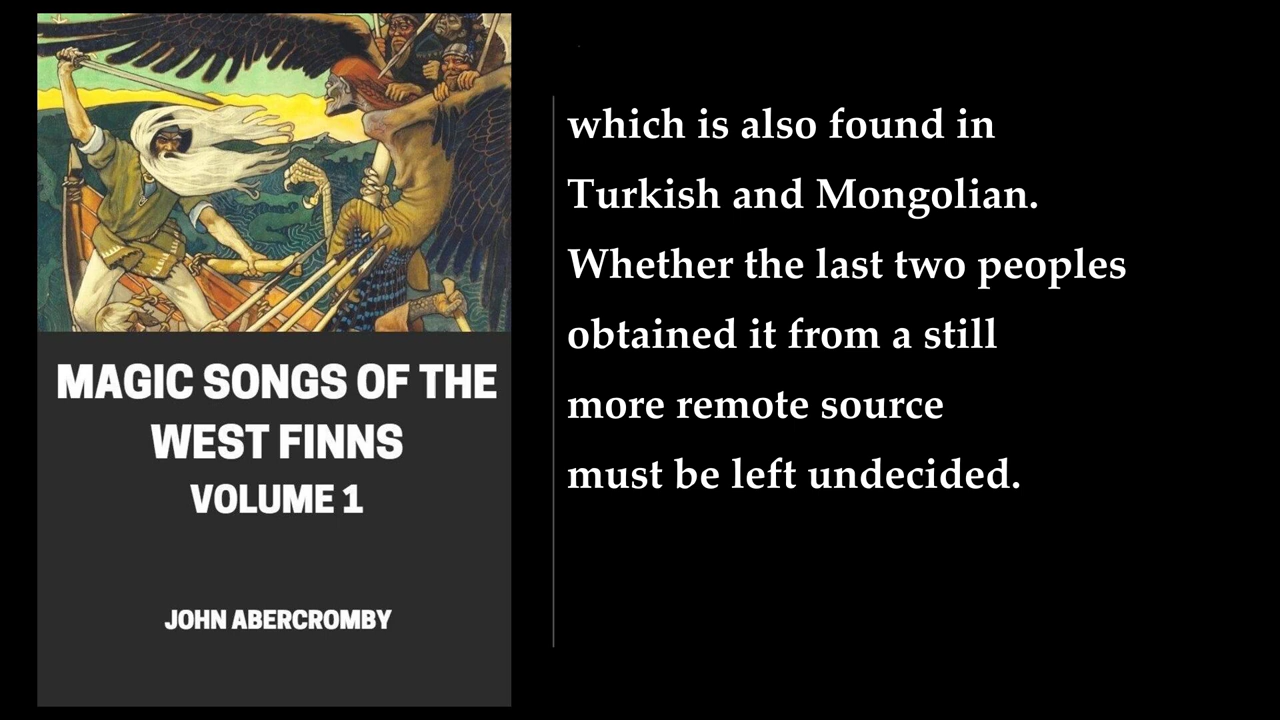 MAGIC SONGS OF THE
WEST FINNS
VOLUME 1
JOHN ABERCROMBY
which is also found in
Turkish and Mongolian.
Whether the last two peoples
obtained it from a still
more remote source
must be left undecided.